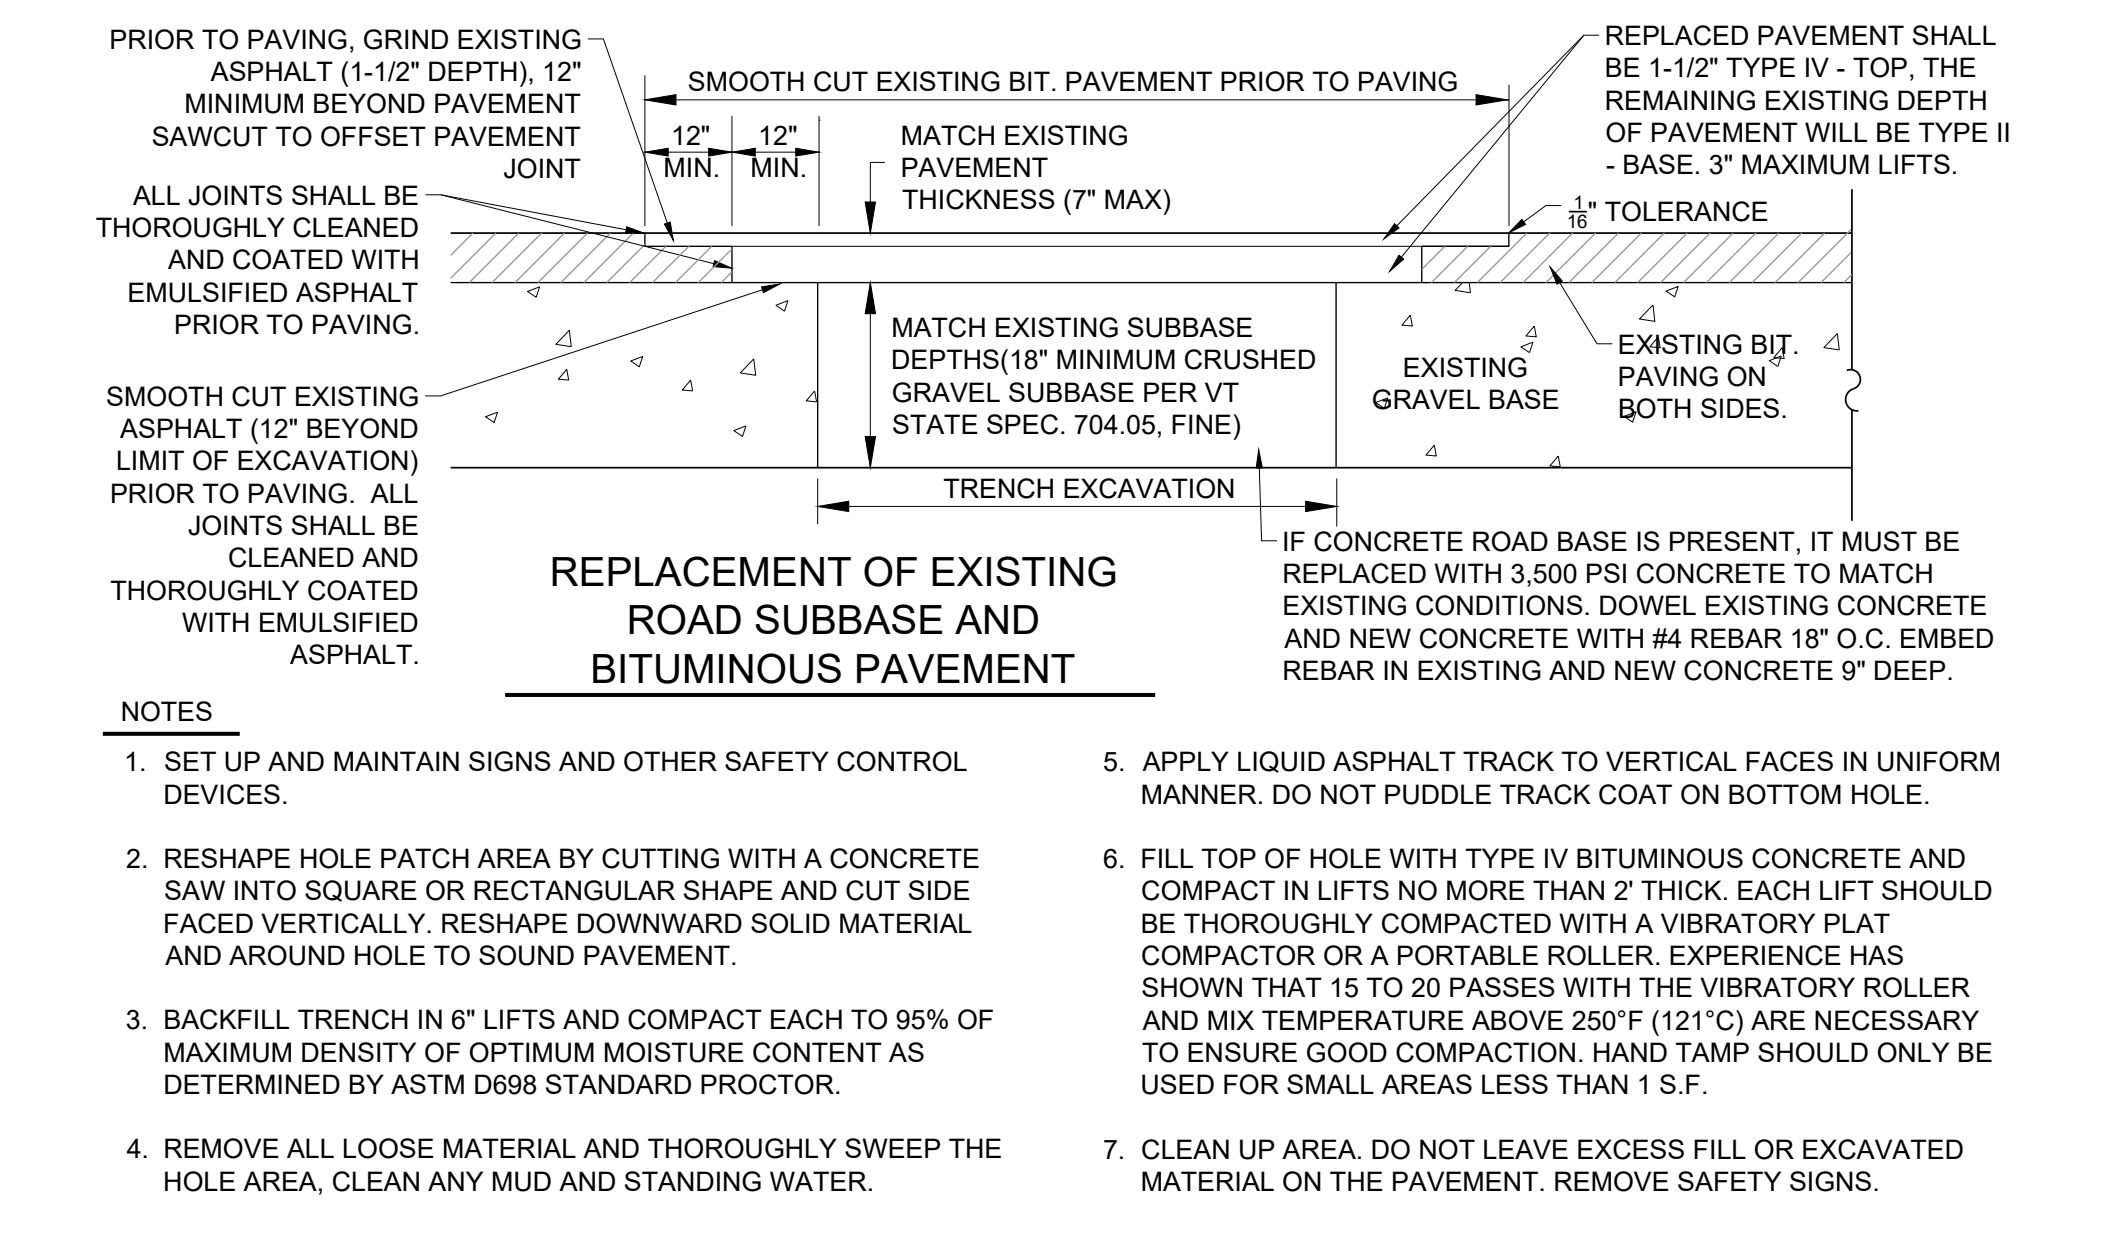 PRIOR TO PAVING, GRIND EXISTING
ASPHALT (1-1/2" DEPTH), 12"
MINIMUM BEYOND PAVEMENT
SAWCUT TO OFFSET PAVEMENT
JOINT
ALL JOINTS SHALL BE
THOROUGHLY CLEANED
AND COATED WITH
EMULSIFIED ASPHALT
PRIOR TO PAVING.
SMOOTH CUT EXISTING
ASPHALT (12" BEYOND
LIMIT OF EXCAVATION)
PRIOR TO PAVING. ALL
JOINTS SHALL BE
CLEANED AND
THOROUGHLY COATED
WITH EMULSIFIED
ASPHALT.
SMOOTH CUT EXISTING BIT. PAVEMENT PRIOR TO PAVING
12"
MIN.
12"
MIN.
MATCH EXISTING
PAVEMENT
THICKNESS (7" MAX)
REPLACED PAVEMENT SHALL
BE 1-1/2" TYPE IV - TOP, THE
REMAINING EXISTING DEPTH
OF PAVEMENT WILL BE TYPE II
- BASE. 3" MAXIMUM LIFTS.
1/16" TOLERANCE
MATCH EXISTING SUBBASE
DEPTHS(18" MINIMUM CRUSHED
GRAVEL SUBBASE PER VT
STATE SPEC. 704.05, FINE)
EXISTING
GRAVEL BASE
EXISTING BIT.
PAVING ON
BOTH SIDES.
TRENCH EXCAVATION
IF CONCRETE ROAD BASE IS PRESENT, IT MUST BE
REPLACED WITH 3,500 PSI CONCRETE TO MATCH
EXISTING CONDITIONS. DOWEL EXISTING CONCRETE
AND NEW CONCRETE WITH #4 REBAR 18" O.C. EMBED
REBAR IN EXISTING AND NEW CONCRETE 9" DEEP.
REPLACEMENT OF EXISTING
ROAD SUBBASE AND
BITUMINOUS PAVEMENT
NOTES
1. SET UP AND MAINTAIN SIGNS AND OTHER SAFETY CONTROL
DEVICES.
2. RESHAPE HOLE PATCH AREA BY CUTTING WITH A CONCRETE
SAW INTO SQUARE OR RECTANGULAR SHAPE AND CUT SIDE
FACED VERTICALLY. RESHAPE DOWNWARD SOLID MATERIAL
AND AROUND HOLE TO SOUND PAVEMENT.
3. BACKFILL TRENCH IN 6" LIFTS AND COMPACT EACH TO 95% OF
MAXIMUM DENSITY OF OPTIMUM MOISTURE CONTENT AS
DETERMINED BY ASTM D698 STANDARD PROCTOR.
4. REMOVE ALL LOOSE MATERIAL AND THOROUGHLY SWEEP THE
HOLE AREA, CLEAN ANY MUD AND STANDING WATER.
5. APPLY LIQUID ASPHALT TRACK TO VERTICAL FACES IN UNIFORM
MANNER. DO NOT PUDDLE TRACK COAT ON BOTTOM HOLE.
6. FILL TOP OF HOLE WITH TYPE IV BITUMINOUS CONCRETE AND
COMPACT IN LIFTS NO MORE THAN 2' THICK. EACH LIFT SHOULD
BE THOROUGHLY COMPACTED WITH A VIBRATORY PLAT
COMPACTOR OR A PORTABLE ROLLER. EXPERIENCE HAS
SHOWN THAT 15 TO 20 PASSES WITH THE VIBRATORY ROLLER
AND MIX TEMPERATURE ABOVE 250°F (121°C) ARE NECESSARY
TO ENSURE GOOD COMPACTION. HAND TAMP SHOULD ONLY BE
USED FOR SMALL AREAS LESS THAN 1 S.F.
7. CLEAN UP AREA. DO NOT LEAVE EXCESS FILL OR EXCAVATED
MATERIAL ON THE PAVEMENT. REMOVE SAFETY SIGNS.